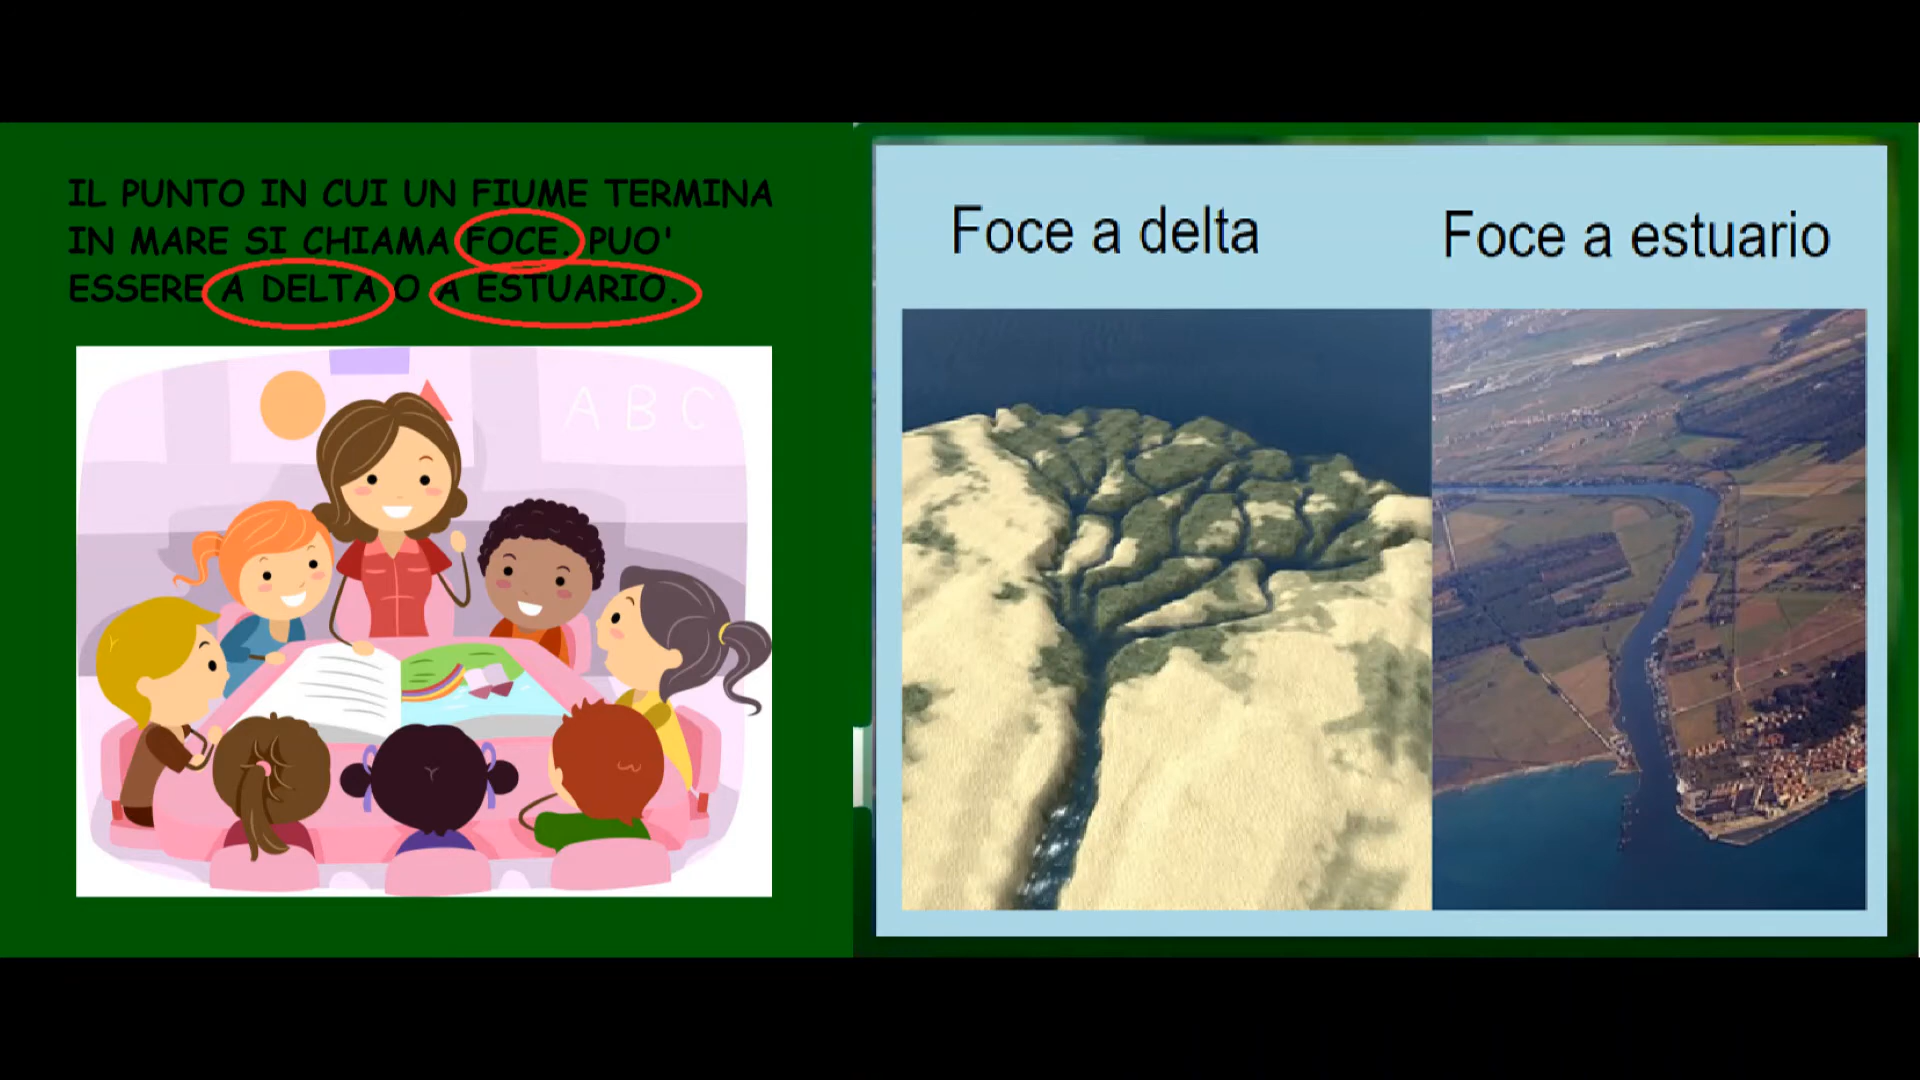 IL PUNTO IN CUI UN FIUME TERMINA
IN MARE SI CHIAMA FOCE. PUO'
ESSERE A DELTA O A ESTUARIO.
A B C
Foce a delta
Foce a estuario